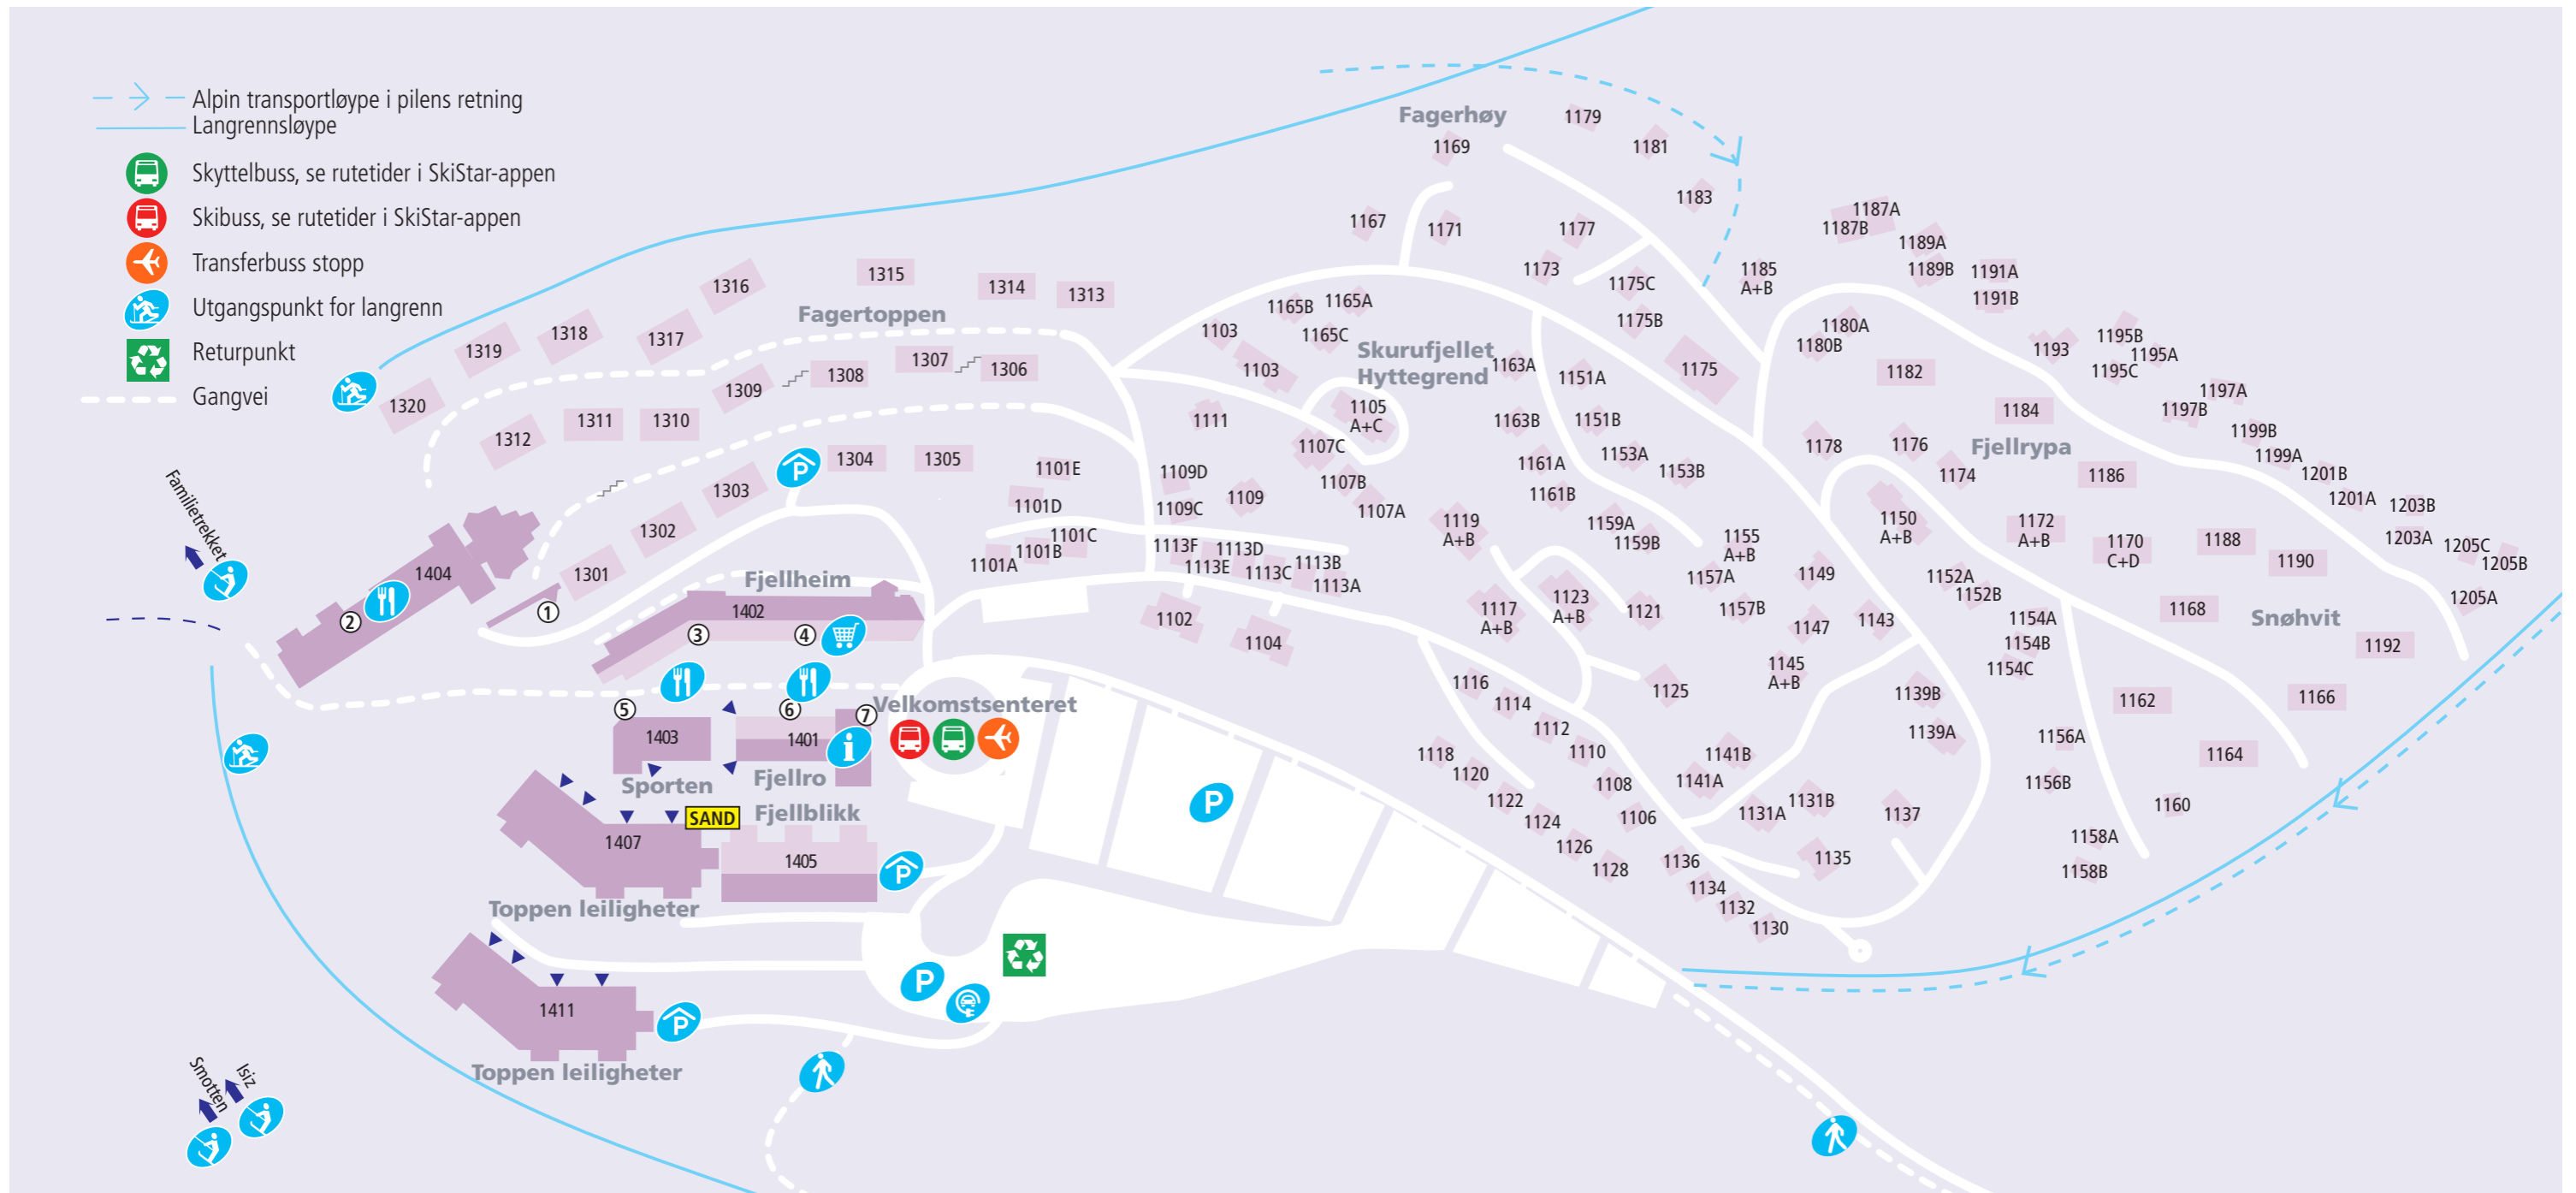 Alpin transportløype i pilens retning
Langrennsløype
Skyttelbuss, se rutetider i SkiStar-appen
Skibuss, se rutetider i SkiStar-appen
Transferbuss stopp
Utgangspunkt for langrenn
Returpunkt
Gangvei
Fagerhøy
1179
1169
1181
1183
1167
1171
1177
1187A
1187B
1189A
1173
1175C
1185
A+B
1189B
1191A
1191B
1316
1315
1314
1313
Fagertoppen
1165B
1165A
1165C
1103
1103
1175B
1180A
1180B
1195B
1195A
1195C
1193
1319
1318
1317
1309
1308
1307
1306
Skurufjellet
Hyttegrend
1163A
1151A
1175
1182
1197A
1197B
1320
1312
1311
1310
1111
1105
A+C
1163B
1151B
1184
1199B
1199A
1107C
1178
1176
Fjellrypa
1304
1305
1101E
1109D
1107B
1161A
1153A
1153B
1174
1186
1201B
1201A
1303
P
1101D
1109C
1109
1107A
1161B
1203B
1203A
Familietrekket
1302
1101C
1101B
1101A
1119
A+B
1159A
1159B
1155
A+B
1150
A+B
1172
A+B
1170
C+D
1188
1205C
1205B
1404
1301
1113F
1113D
1113E
1113C
1113B
1113A
1190
Fjellheim
1
2
1402
3
4
1102
1104
1117
A+B
1123
A+B
1121
1157A
1157B
1149
1147
1143
1152A
1152B
1154A
1154B
1154C
1168
Snøhvit
1205A
1192
1145
A+B
1116
1114
1125
1139B
1139A
1162
1166
5
6
7
Velkomstsenteret
1403
1401
i
Sporten
Fjellro
1112
1110
1108
1106
1118
1120
1122
1124
1126
1128
1141B
1141A
1156A
1156B
1164
1160
P
SAND
Fjellblikk
1407
1405
P
1131A
1131B
1137
1135
1136
1134
1132
1130
1158A
1158B
Toppen leiligheter
P
1411
P
Toppen leiligheter
Smotten
Isiz